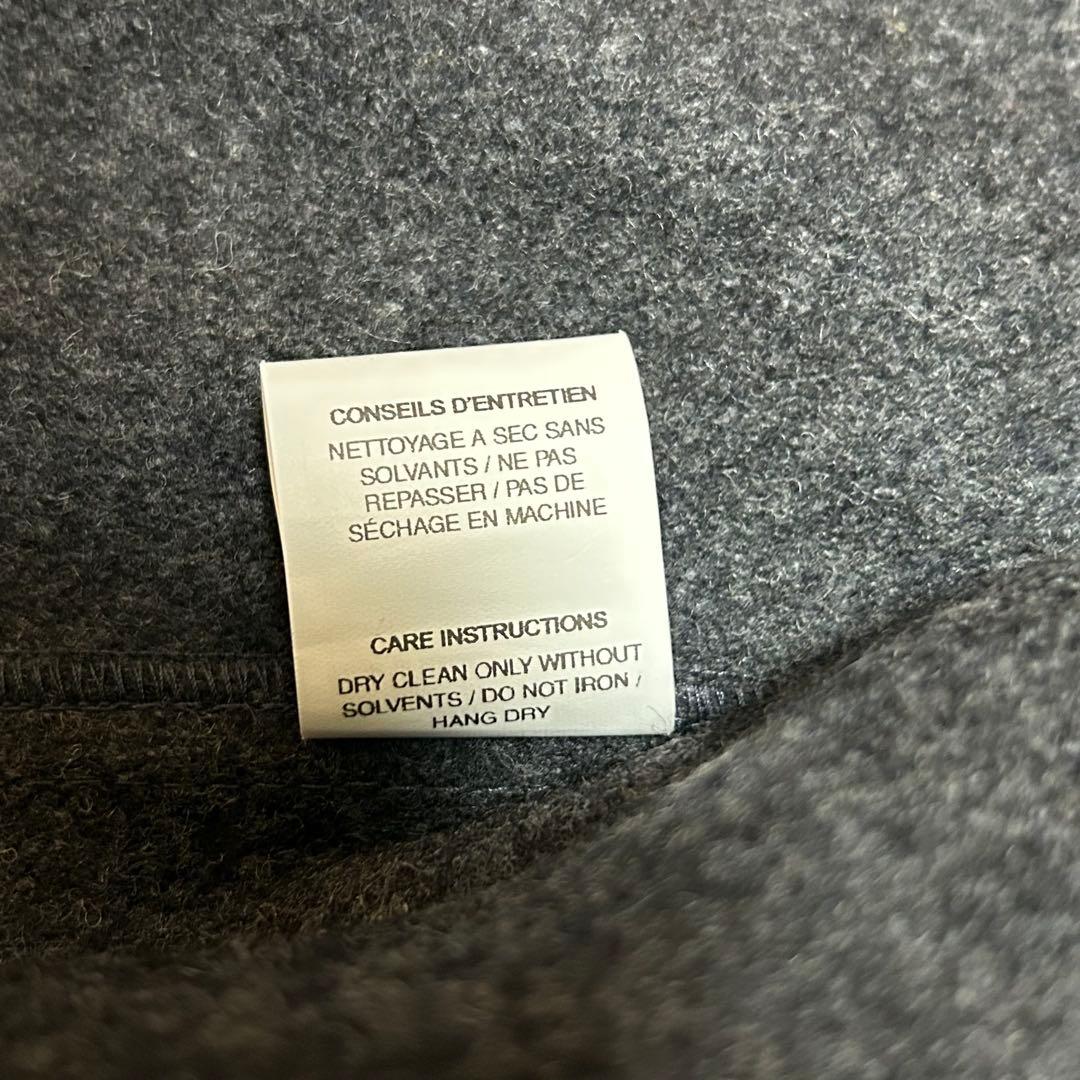 CONSEILS D'ENTRETIEN
NETTOYAGE A SEC SANS
SOLVANTS / NE PAS
REPASSER / PAS DE
SÉCHAGE EN MACHINE
CARE INSTRUCTIONS
DRY CLEAN ONLY WITHOUT
SOLVENTS / DO NOT IRON /
HANG DRY